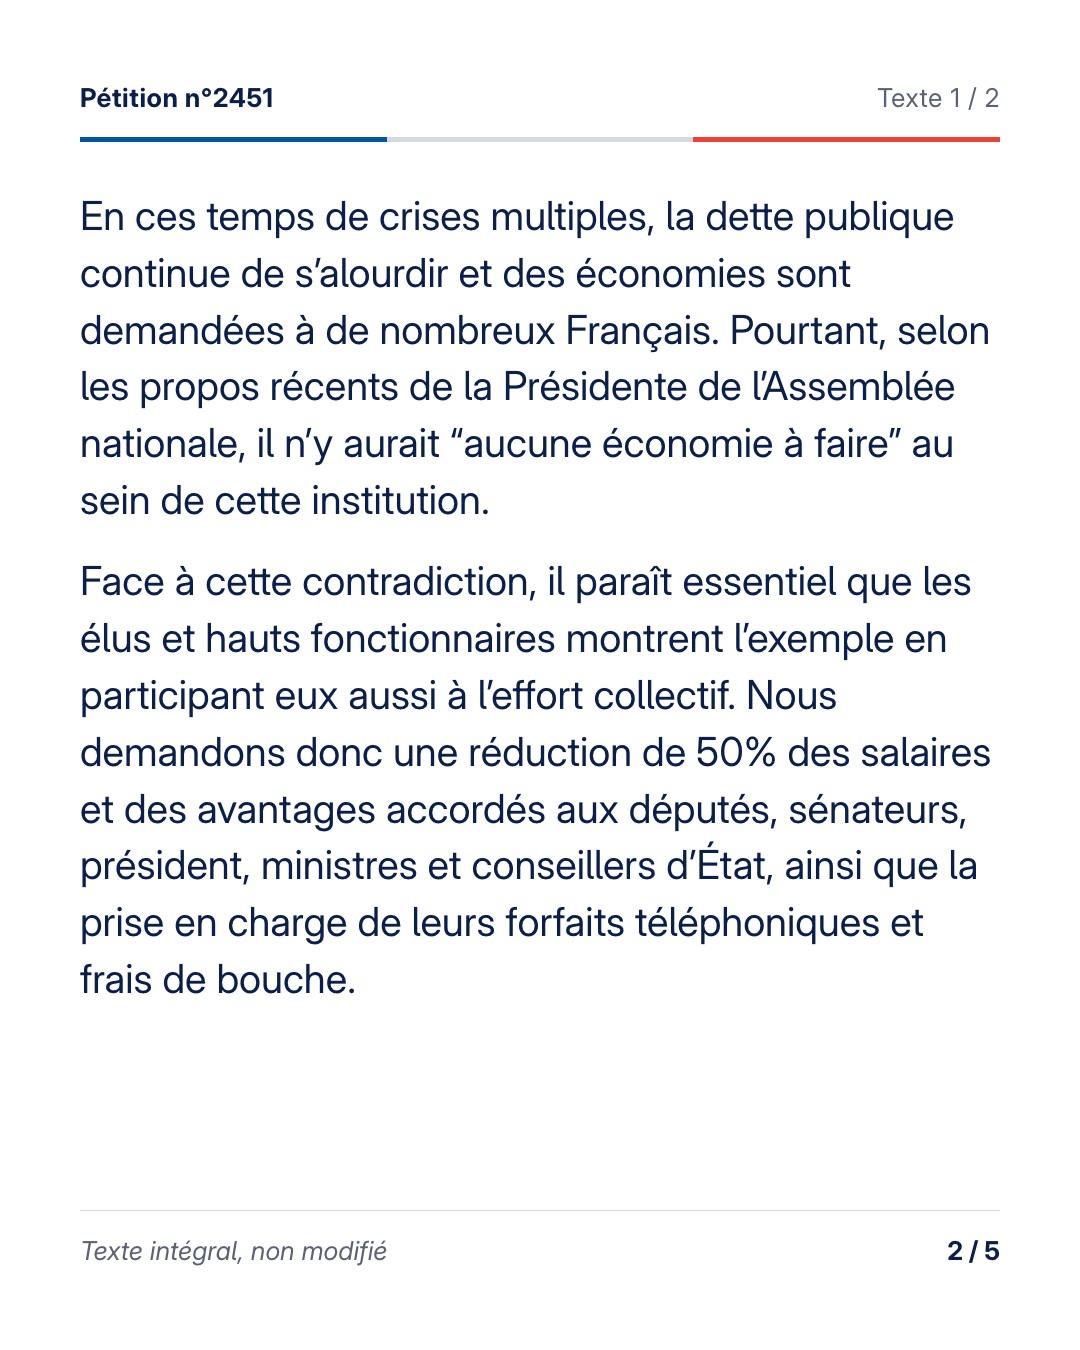 Pétition n°2451
Texte 1 / 2
En ces temps de crises multiples, la dette publique
continue de s’alourdir et des économies sont
demandées à de nombreux Français. Pourtant, selon
les propos récents de la Présidente de l’Assemblée
nationale, il n’y aurait “aucune économie à faire” au
sein de cette institution.
Face à cette contradiction, il paraît essentiel que les
élus et hauts fonctionnaires montrent l’exemple en
participant eux aussi à l’effort collectif. Nous
demandons donc une réduction de 50% des salaires
et des avantages accordés aux députés, sénateurs,
président, ministres et conseillers d’État, ainsi que la
prise en charge de leurs forfaits téléphoniques et
frais de bouche.
Texte intégral, non modifié
2 / 5